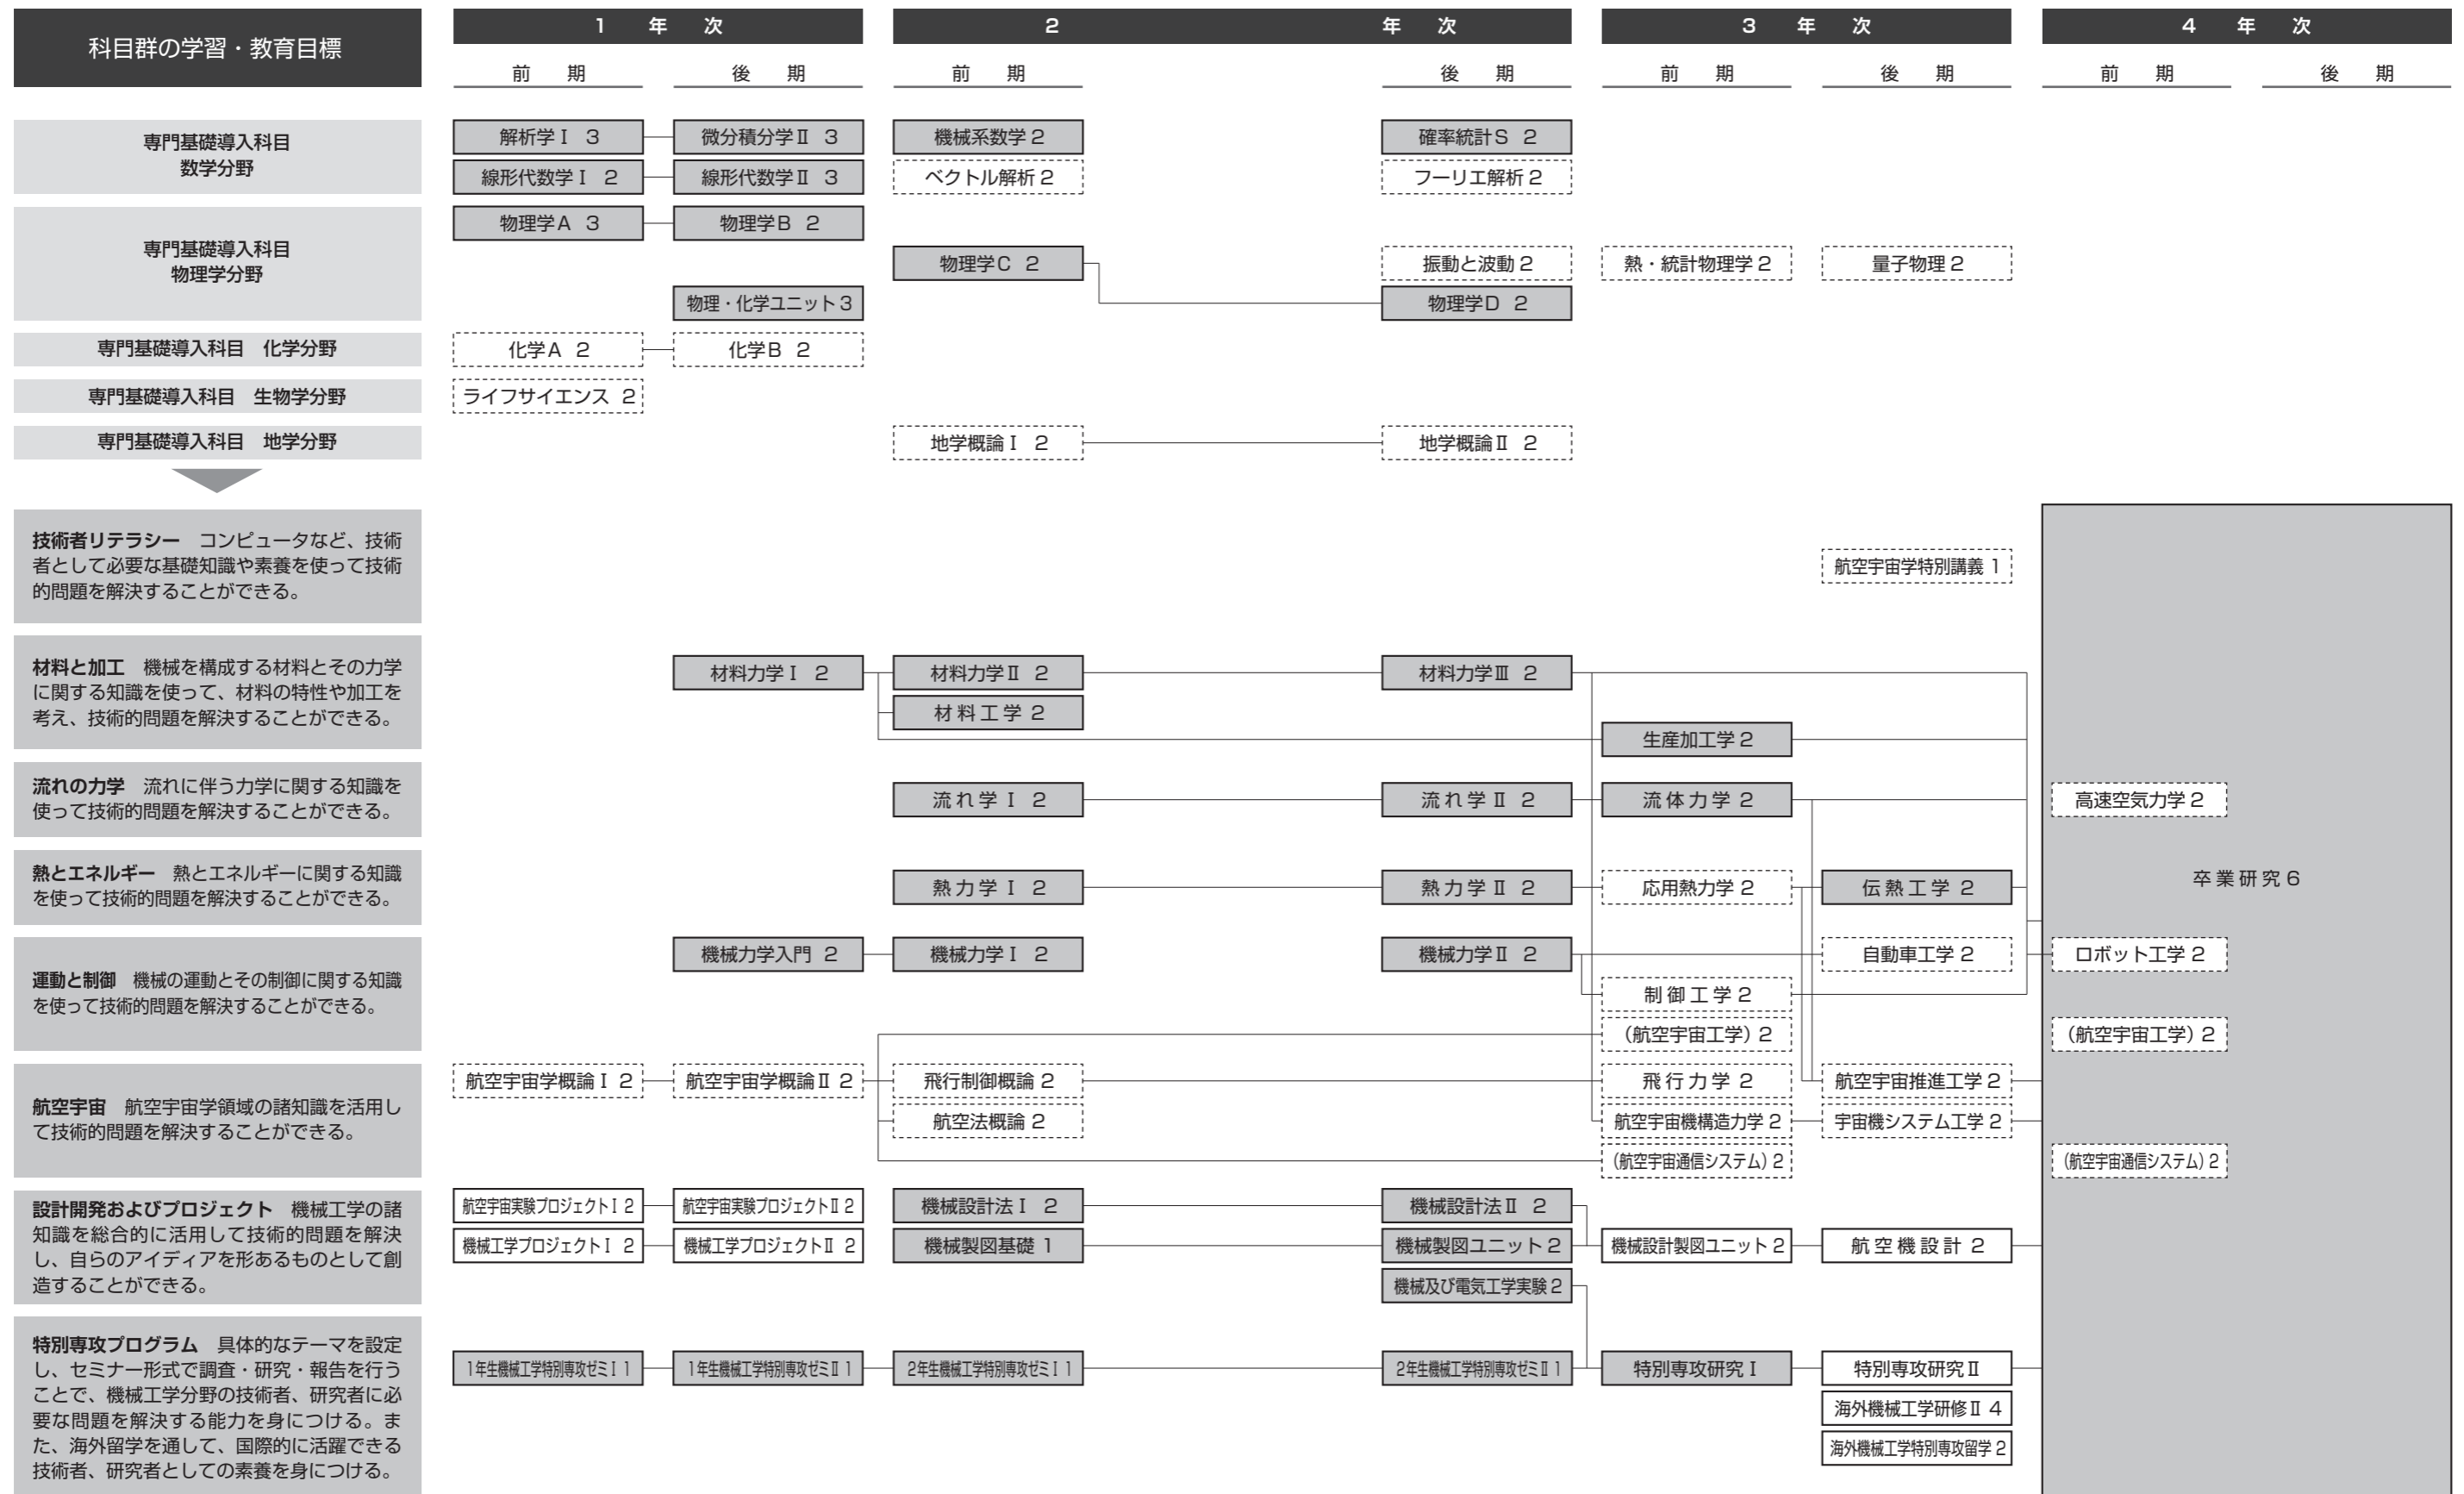 科目群の学習・教育目標
1 年 次
2 年 次
3 年 次
4 年 次
前 期
後 期
前 期
後 期
前 期
後 期
前 期
後 期
専門基礎導入科目
数学分野
解析学Ⅰ 3
微分積分学Ⅱ 3
機械系数学 2
確率統計S 2
線形代数学Ⅰ 2
線形代数学Ⅱ 3
ベクトル解析 2
フーリエ解析 2
専門基礎導入科目
物理学分野
物理学A 3
物理学B 2
物理学C 2
振動と波動 2
熱・統計物理学 2
量子物理 2
物理・化学ユニット 3
物理学D 2
専門基礎導入科目 化学分野
化学A 2
化学B 2
専門基礎導入科目 生物学分野
ライフサイエンス 2
専門基礎導入科目 地学分野
地学概論Ⅰ 2
地学概論Ⅱ 2
技術者リテラシー コンピュータなど、技術
者として必要な基礎知識や素養を使って技術
的問題を解決することができる。
航空宇宙学特別講義 1
材料と加工 機械を構成する材料とその力学
に関する知識を使って、材料の特性や加工を
考え、技術的問題を解決することができる。
材料力学Ⅰ 2
材料力学Ⅱ 2
材料力学Ⅲ 2
材料工学 2
生産加工学 2
流れの力学 流れに伴う力学に関する知識を
使って技術的問題を解決することができる。
流れ学Ⅰ 2
流れ学Ⅱ 2
流体力学 2
高速空気力学 2
熱とエネルギー 熱とエネルギーに関する知識
を使って技術的問題を解決することができる。
熱力学Ⅰ 2
熱力学Ⅱ 2
応用熱力学 2
伝熱工学 2
卒業研究 6
運動と制御 機械の運動とその制御に関する知識
を使って技術的問題を解決することができる。
機械力学入門 2
機械力学Ⅰ 2
機械力学Ⅱ 2
自動車工学 2
ロボット工学 2
制御工学 2
(航空宇宙工学) 2
(航空宇宙工学) 2
航空宇宙 航空宇宙学領域の諸知識を活用し
て技術的問題を解決することができる。
航空宇宙学概論Ⅰ 2
航空宇宙学概論Ⅱ 2
飛行制御概論 2
飛行力学 2
航空宇宙推進工学 2
航空法概論 2
航空宇宙機構造力学 2
宇宙機システム工学 2
(航空宇宙通信システム) 2
(航空宇宙通信システム) 2
設計開発およびプロジェクト 機械工学の諸
知識を総合的に活用して技術的問題を解決
し、自らのアイディアを形あるものとして創
造することができる。
航空宇宙実験プロジェクトⅠ 2
航空宇宙実験プロジェクトⅡ 2
機械設計法Ⅰ 2
機械設計法Ⅱ 2
機械工学プロジェクトⅠ 2
機械工学プロジェクトⅡ 2
機械製図基礎 1
機械製図ユニット 2
機械設計製図ユニット 2
航空機設計 2
機械及び電気工学実験 2
特別専攻プログラム 具体的なテーマを設定
し、セミナー形式で調査・研究・報告を行う
ことで、機械工学分野の技術者、研究者に必
要な問題を解決する能力を身につける。ま
た、海外留学を通して、国際的に活躍できる
技術者、研究者としての素養を身につける。
1年生機械工学特別専攻ゼミⅠ 1
1年生機械工学特別専攻ゼミⅡ 1
2年生機械工学特別専攻ゼミⅠ 1
2年生機械工学特別専攻ゼミⅡ 1
特別専攻研究Ⅰ
特別専攻研究Ⅱ
海外機械工学研修Ⅱ 4
海外機械工学特別専攻留学 2